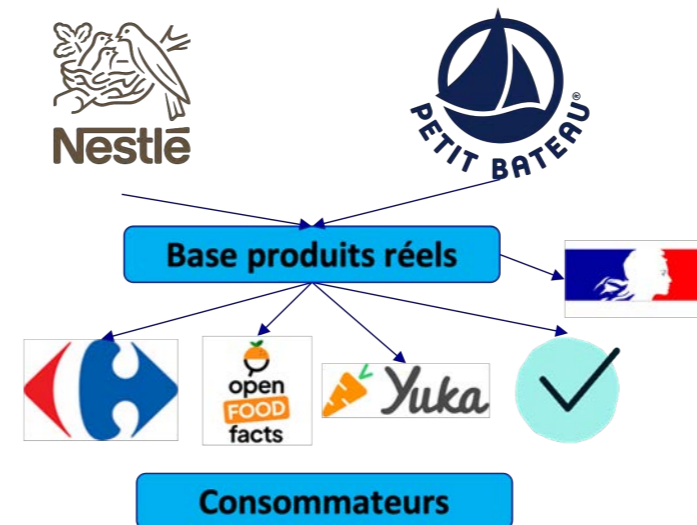 Nestlé
PETIT BATEAU®
Base produits réels
open
FOOD
facts
Yuka
Consommateurs